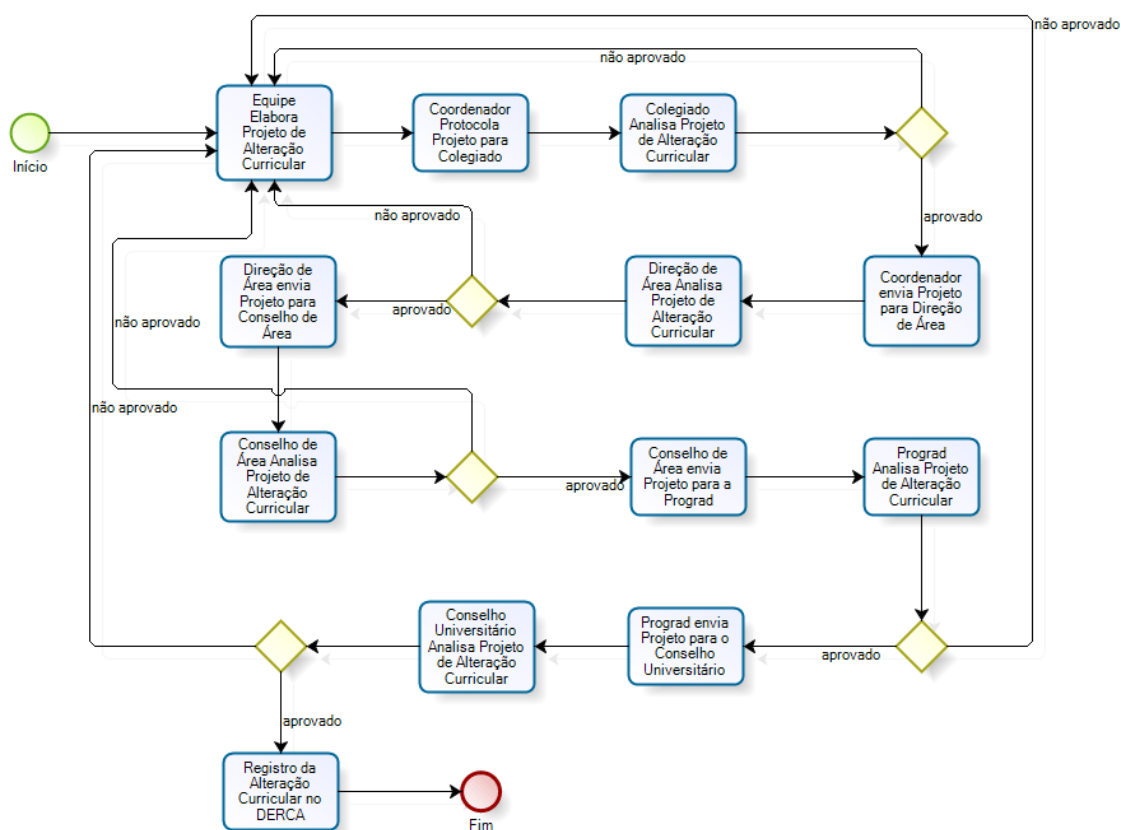 não aprovado
não aprovado
Equipe
Elabora
Projeto de
Alteração
Curricular
Coordenador
Protocola
Projeto para
Colegiado
Colegiado
Analisa Projeto
de Alteração
Curricular
Início
não aprovado
aprovado
Direção de
Área envia
Projeto para
Conselho de
Área
aprovado
Direção de
Área Analisa
Projeto de
Alteração
Curricular
Coordenador
envia Projeto
para Direção
de Área
não aprovado
não aprovado
Conselho de
Área Analisa
Projeto de
Alteração
Curricular
aprovado
Conselho de
Área envia
Projeto para a
Prograd
Prograd
Analisa Projeto
de Alteração
Curricular
Conselho
Universitário
Analisa Projeto
de Alteração
Curricular
Prograd envia
Projeto para o
Conselho
Universitário
aprovado
aprovado
Registro da
Alteração
Curricular no
DERCA
Fim